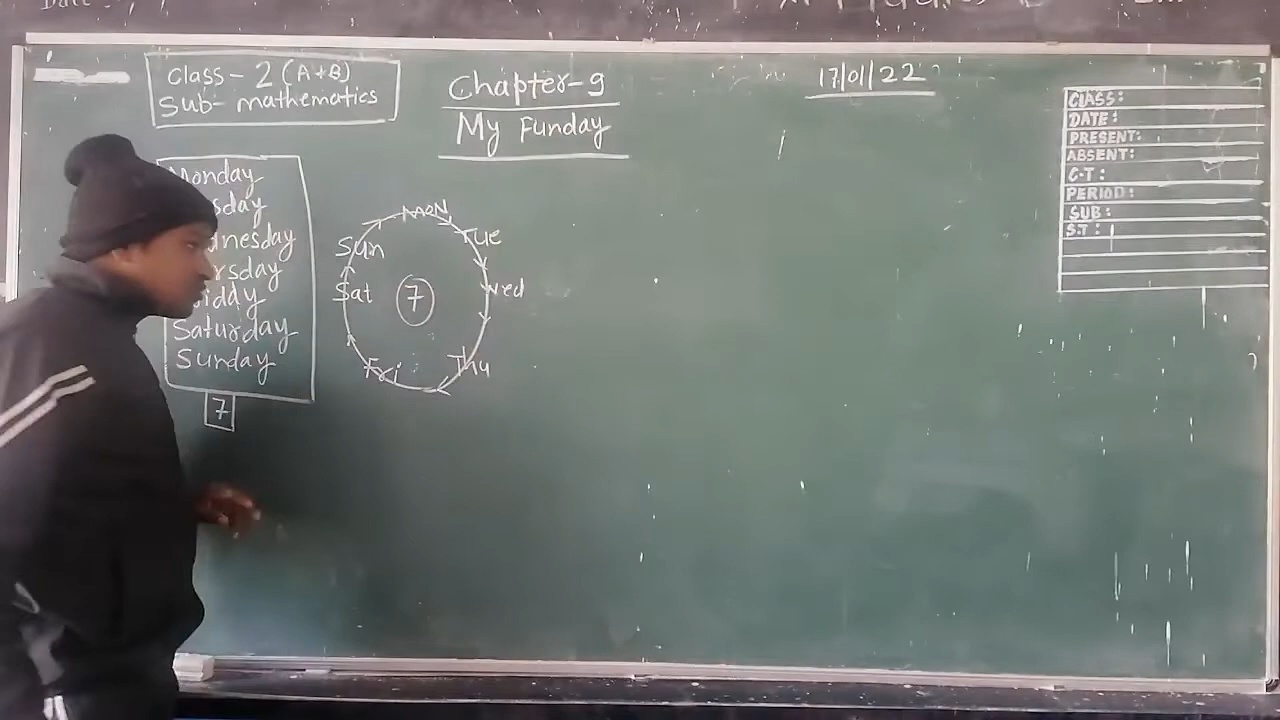 Class - 2 (A+B)
Sub- mathematics
Chapter-9
My Funday
17/01/22
CLASS:
DATE:
PRESENT:
ABSENT:
C.T:
PERIOD:
SUB:
S.T:
Monday
Saturday
Sunday
7
MoN
Tue
Wed
Thu
Fri
Sat
Sun
7